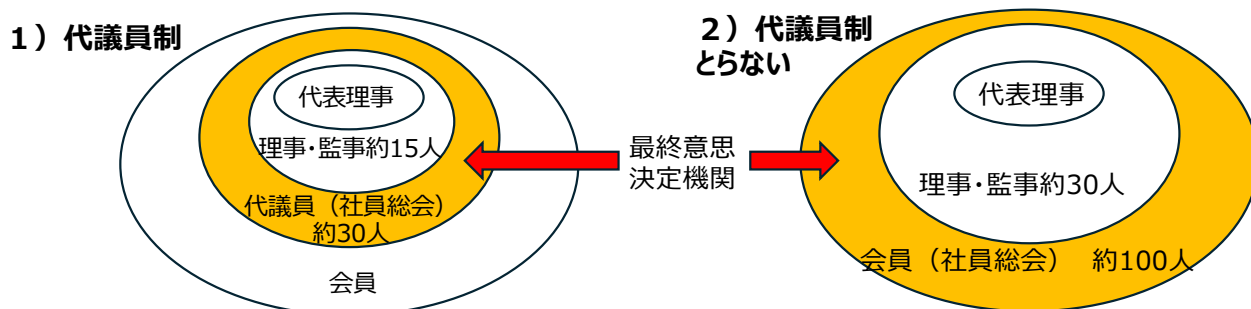 1）代議員制
代表理事
理事・監事約15人
代議員（社員総会）
約30人
会員
最終意思
決定機関
2）代議員制
とらない
代表理事
理事・監事約30人
会員（社員総会）　約100人